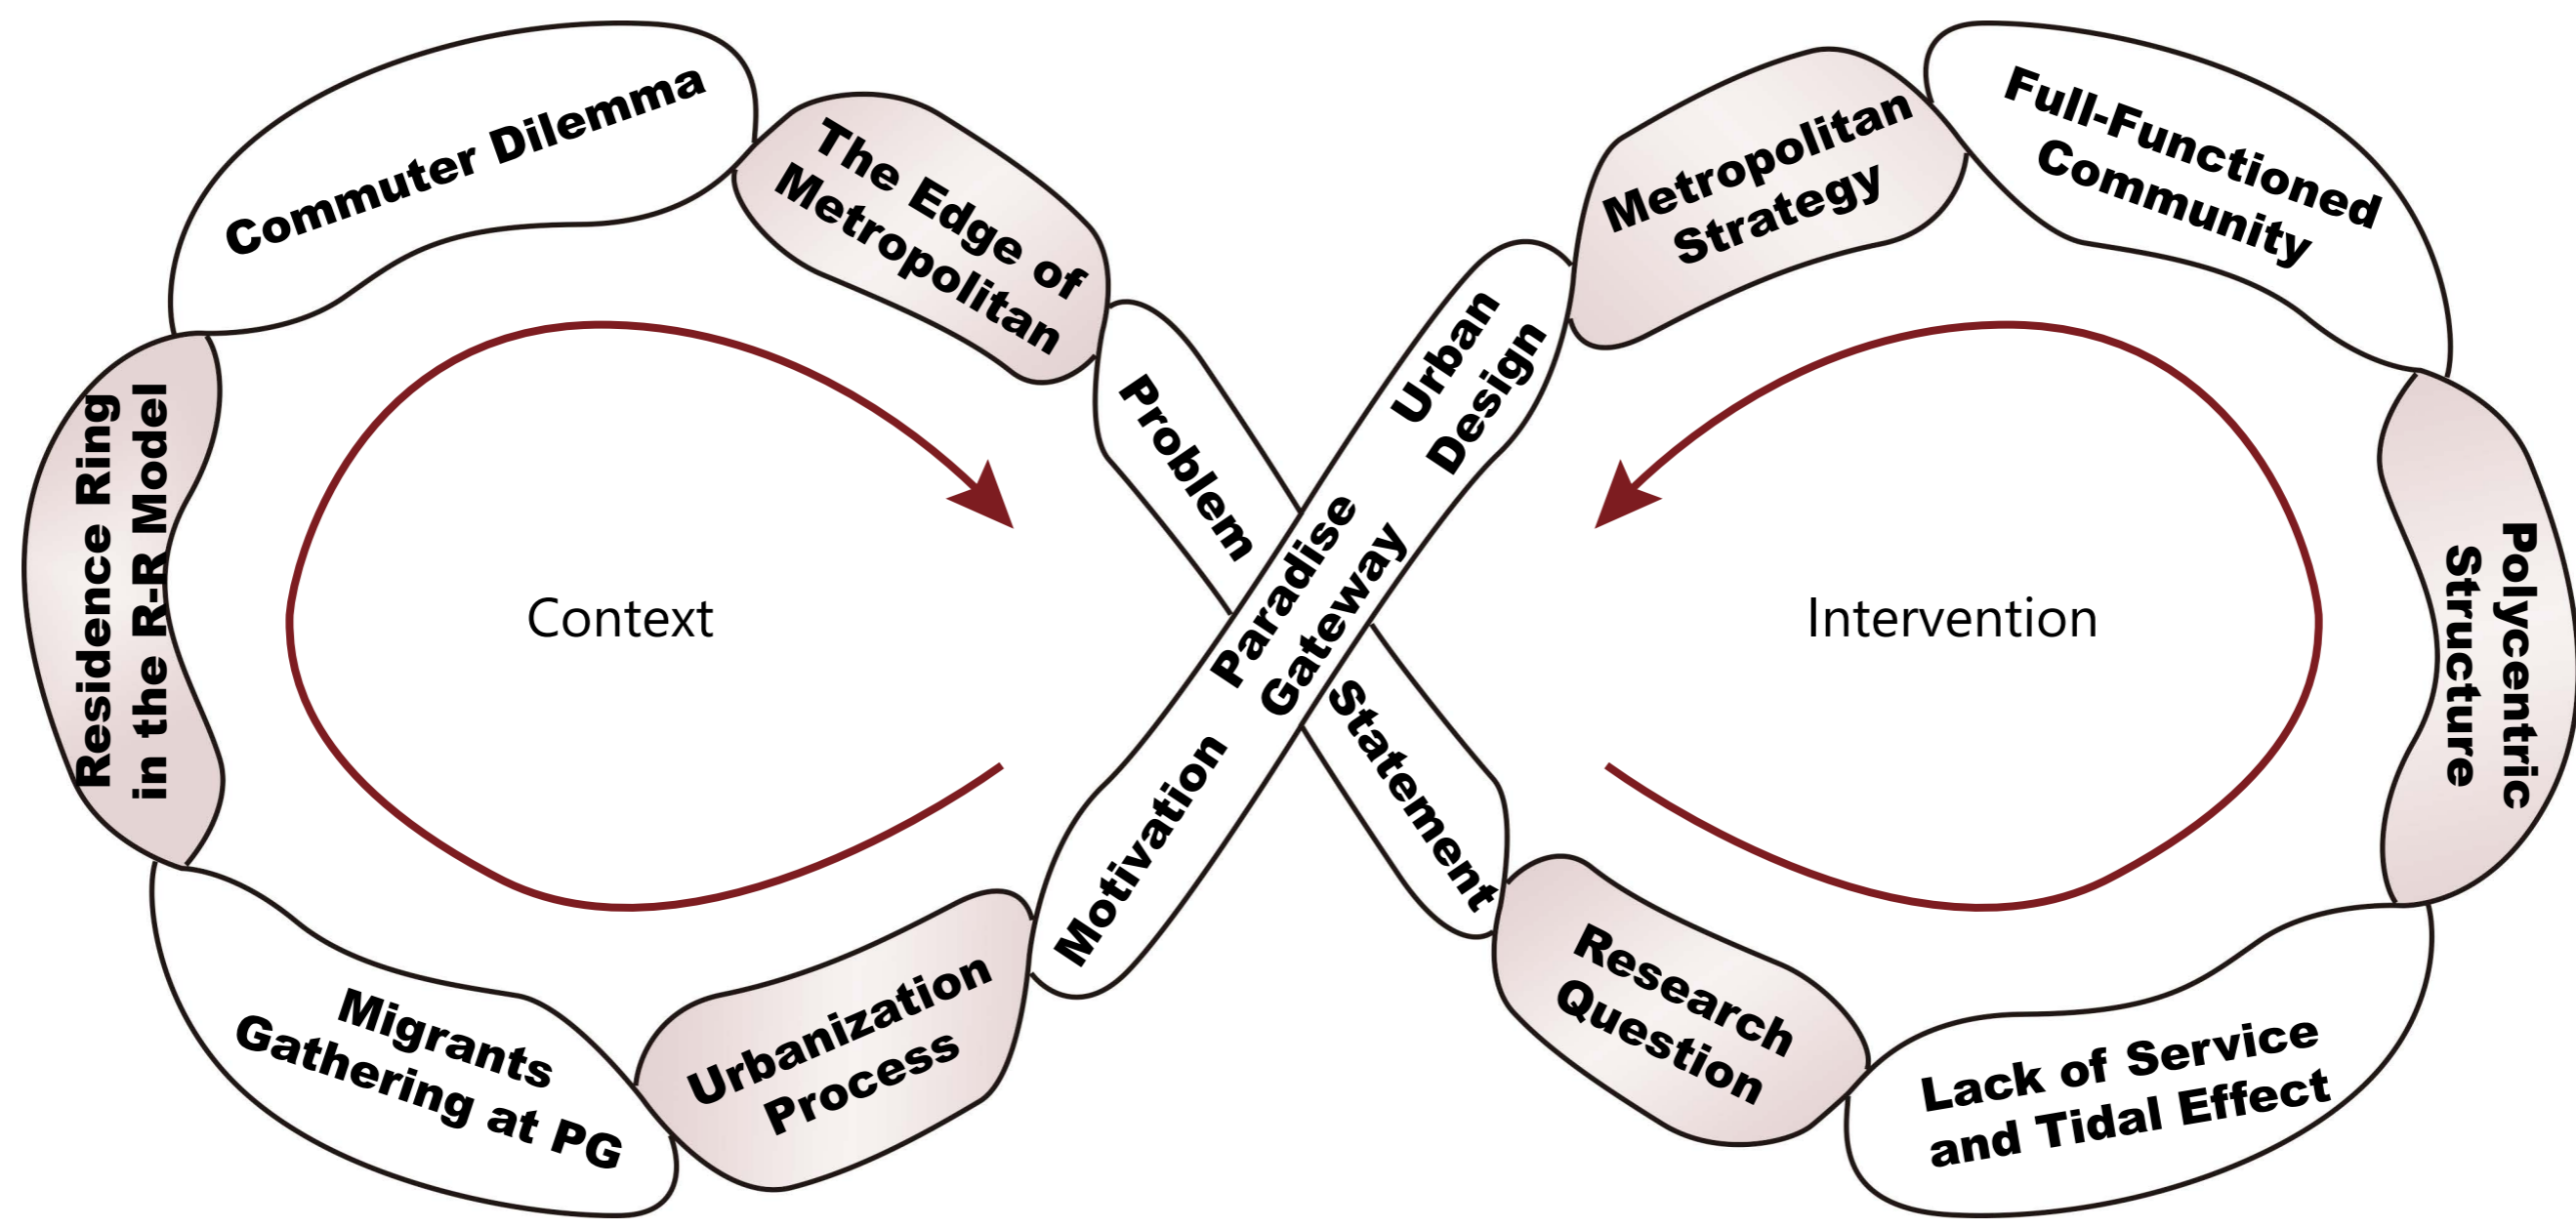 Commuter Dilemma
The Edge of
Metropolitan
Problem
Statement
Residence Ring
in the R-R Model
Context
Migrants
Gathering at PG
Urbanization
Process
Motivation
Paradise
Gateway
Urban
Design
Metropolitan
Strategy
Full-Functioned
Community
Polycentric
Structure
Intervention
Research
Question
Lack of Service
and Tidal Effect